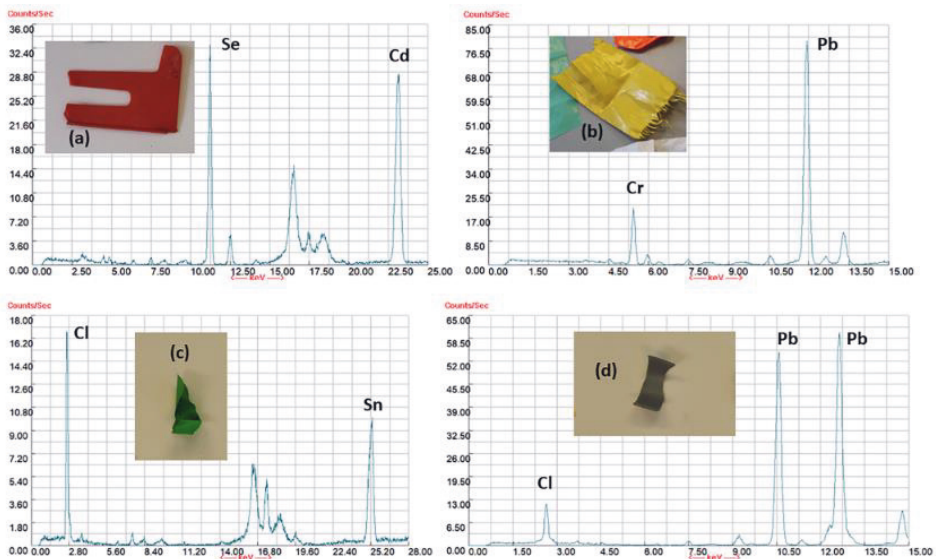 Counts/Sec
36.00
32.40
28.80
25.20
21.60
18.00
14.40
10.80
7.20
3.60
0.00
Se
Cd
(a)
0.00 2.50 5.00 7.50 10.00 12.50 15.00 17.50 20.00 22.50 25.00
<---- KeV ---->
Counts/Sec
85.00
76.50
68.00
59.50
51.00
42.50
34.00
25.50
17.00
8.50
0.00
Pb
(b)
Cr
0.00 1.50 3.00 4.50 6.00 7.50 9.00 10.50 12.00 13.50 15.00
<---- KeV ---->
Counts/Sec
18.00
16.20
14.40
12.60
10.80
9.00
7.20
5.40
3.60
1.80
0.00
Cl
(c)
Sn
0.00 2.80 5.60 8.40 11.20 14.00 16.80 19.60 22.40 25.20 28.00
<---- KeV ---->
Counts/Sec
65.00
58.50
52.00
45.50
39.00
32.50
26.00
19.50
13.00
6.50
0.00
Pb
Pb
(d)
Cl
0.00 1.50 3.00 4.50 6.00 7.50 9.00 10.50 12.00 13.50 15.00
<---- KeV ---->